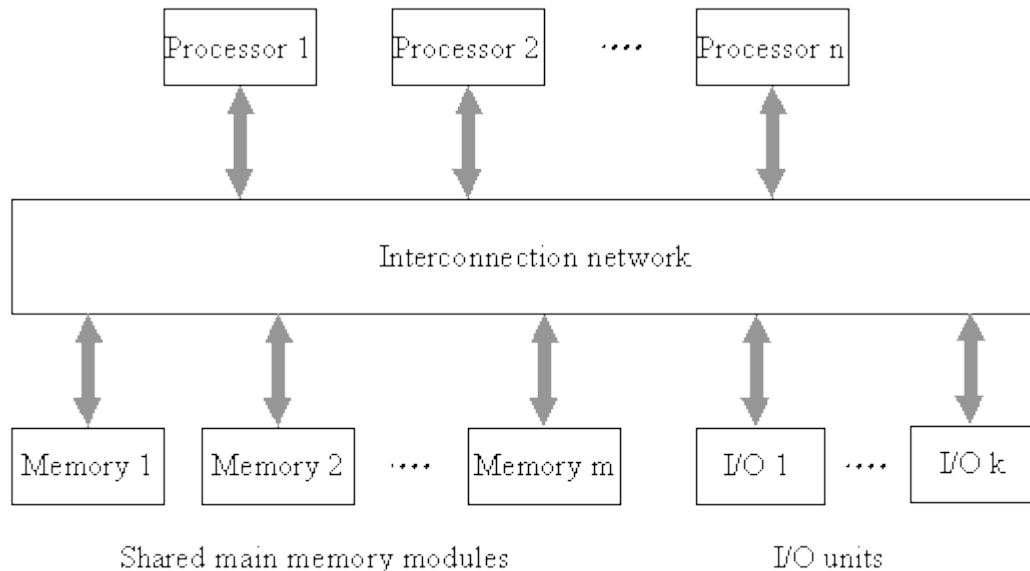 Processor 1 Processor 2 .... Processor n
Interconnection network
Memory 1 Memory 2 .... Memory m I/O 1 .... I/O k
Shared main memory modules I/O units